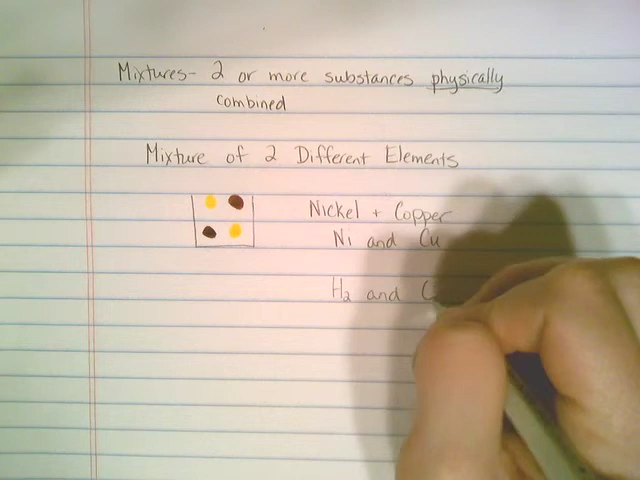 Mixtures- 2 or more substances physically
combined
Mixture of 2 Different Elements
Nickel + Copper
Ni and Cu
H₂ and C